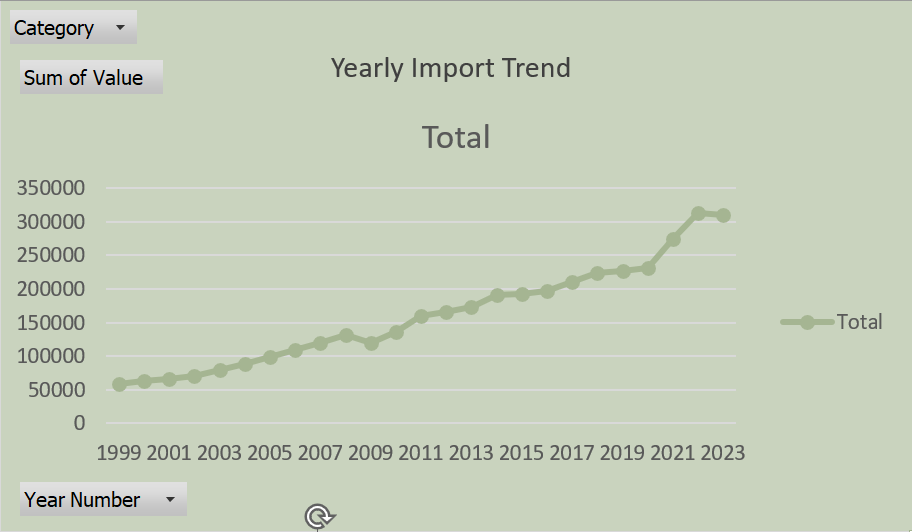 Category
Yearly Import Trend
Sum of Value
Total
350000
300000
250000
200000
150000
100000
50000
0
Total
1999 2001 2003 2005 2007 2009 2011 2013 2015 2017 2019 2021 2023
Year Number